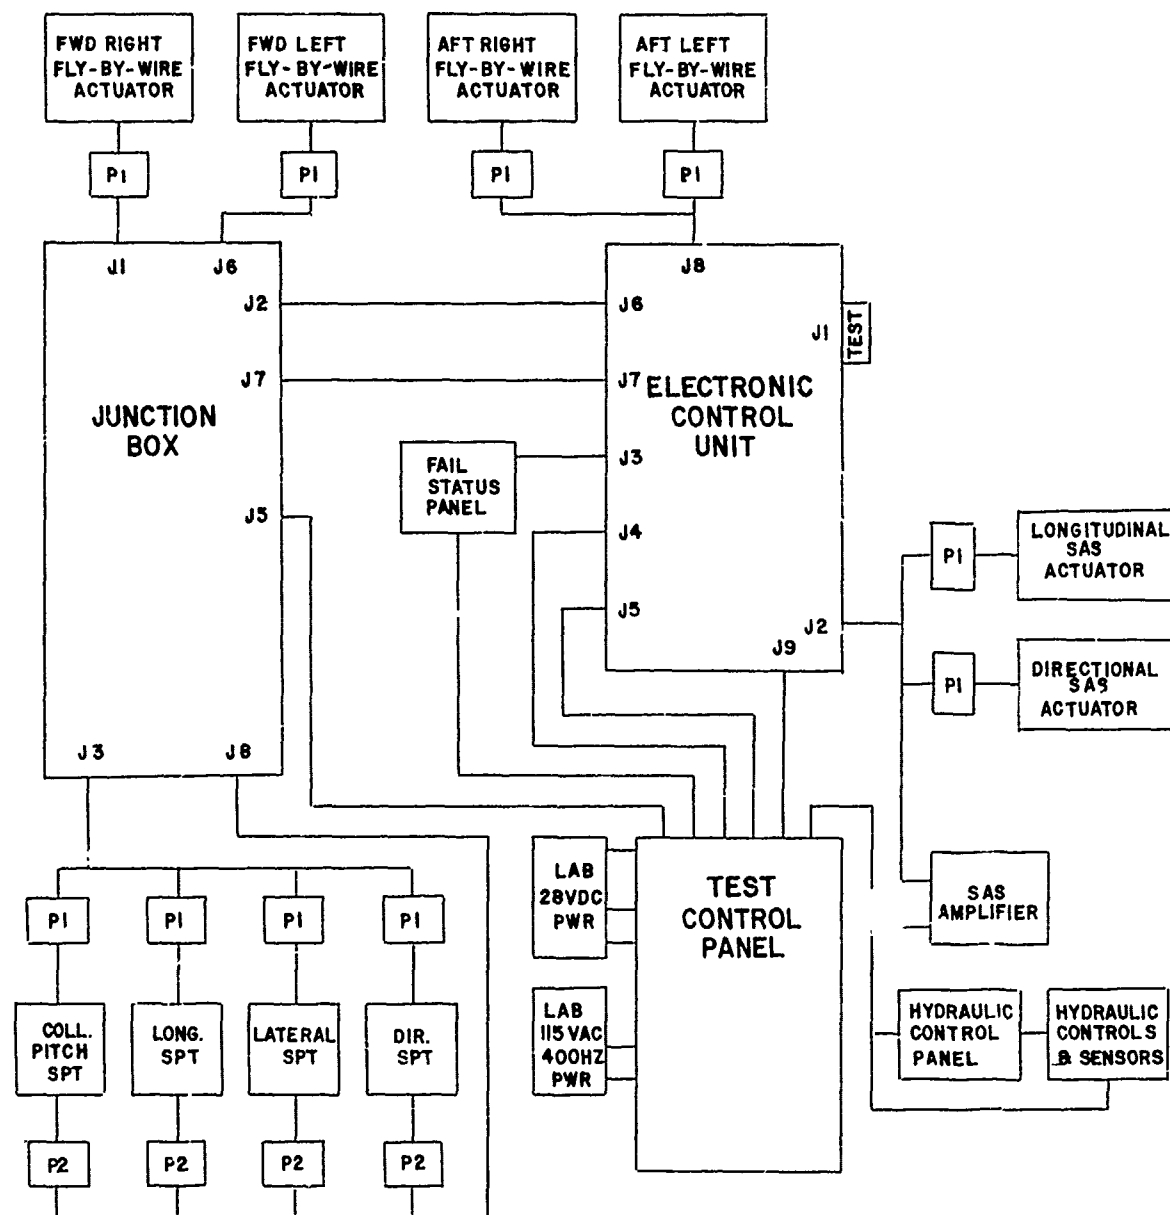 FWD RIGHT
FLY-BY-WIRE
ACTUATOR
FWD LEFT
FLY-BY-WIRE
ACTUATOR
AFT RIGHT
FLY-BY-WIRE
ACTUATOR
AFT LEFT
FLY-BY-WIRE
ACTUATOR
P1
P1
P1
P1
J1
J6
J2
J7
JUNCTION
BOX
J5
J3
J8
J8
J6
J1
TEST
J7
ELECTRONIC
CONTROL
UNIT
J3
J4
J5
J2
J9
FAIL
STATUS
PANEL
P1
LONGITUDINAL
SAS
ACTUATOR
P1
DIRECTIONAL
SAS
ACTUATOR
LAB
28VDC
PWR
TEST
CONTROL
PANEL
SAS
AMPLIFIER
LAB
115VAC
400HZ
PWR
HYDRAULIC
CONTROL
PANEL
HYDRAULIC
CONTROLS
& SENSORS
P1
P1
P1
P1
COLL.
PITCH
SPT
LONG.
SPT
LATERAL
SPT
DIR.
SPT
P2
P2
P2
P2